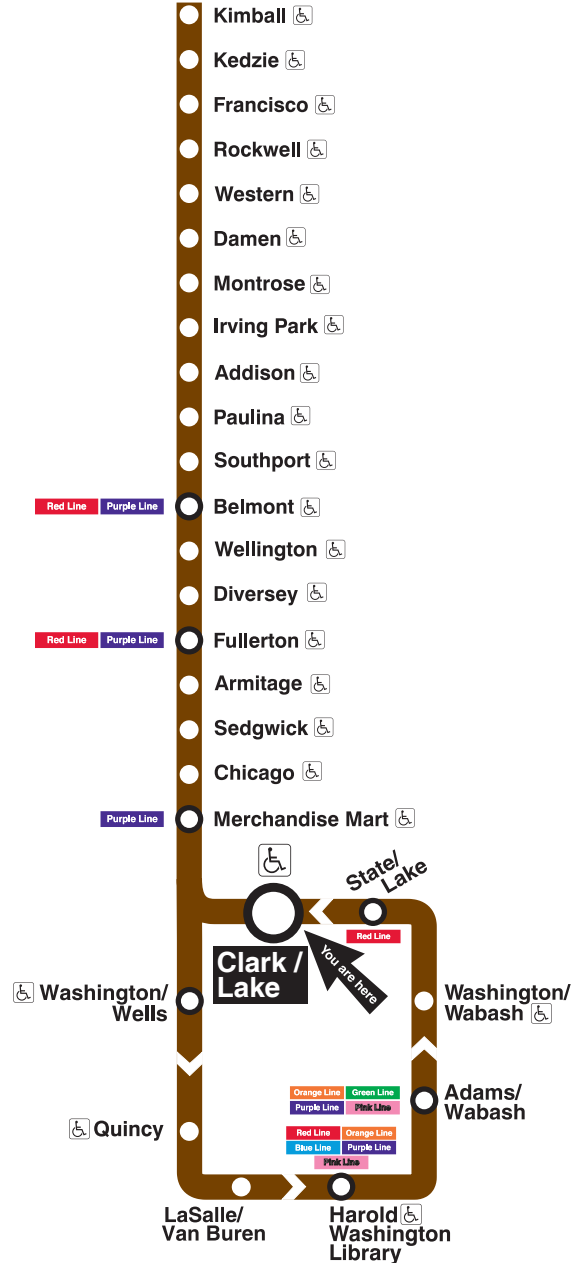 Kimball
Kedzie
Francisco
Rockwell
Western
Damen
Montrose
Irving Park
Addison
Paulina
Southport
Red Line Purple Line Belmont
Wellington
Diversey
Red Line Purple Line Fullerton
Armitage
Sedgwick
Chicago
Purple Line Merchandise Mart
State/
Lake
Red Line
Clark /
Lake
You are here
Washington/
Wells
Washington/
Wabash
Orange Line Green Line
Purple Line Pink Line
Adams/
Wabash
Quincy
Red Line Orange Line
Blue Line Purple Line
Pink Line
LaSalle/
Van Buren
Harold
Washington
Library